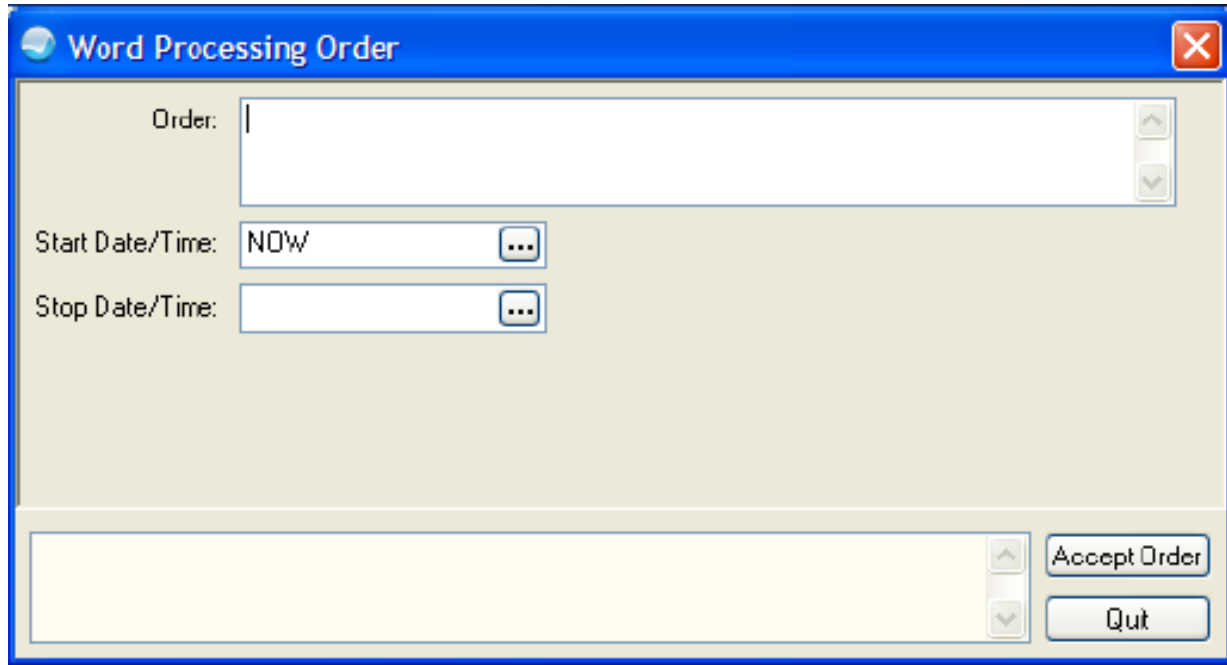 Word Processing Order
Order:
Start Date/Time: NOW ...
Stop Date/Time: ...
Accept Order
Quit